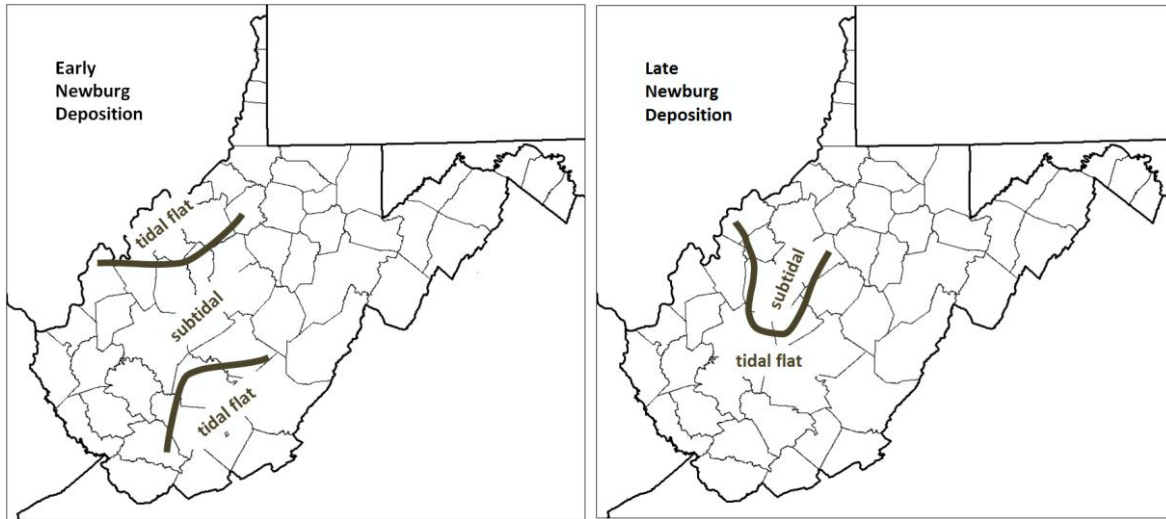 Early
Newburg
Deposition
tidal flat
subtidal
tidal flat
Late
Newburg
Deposition
subtidal
tidal flat